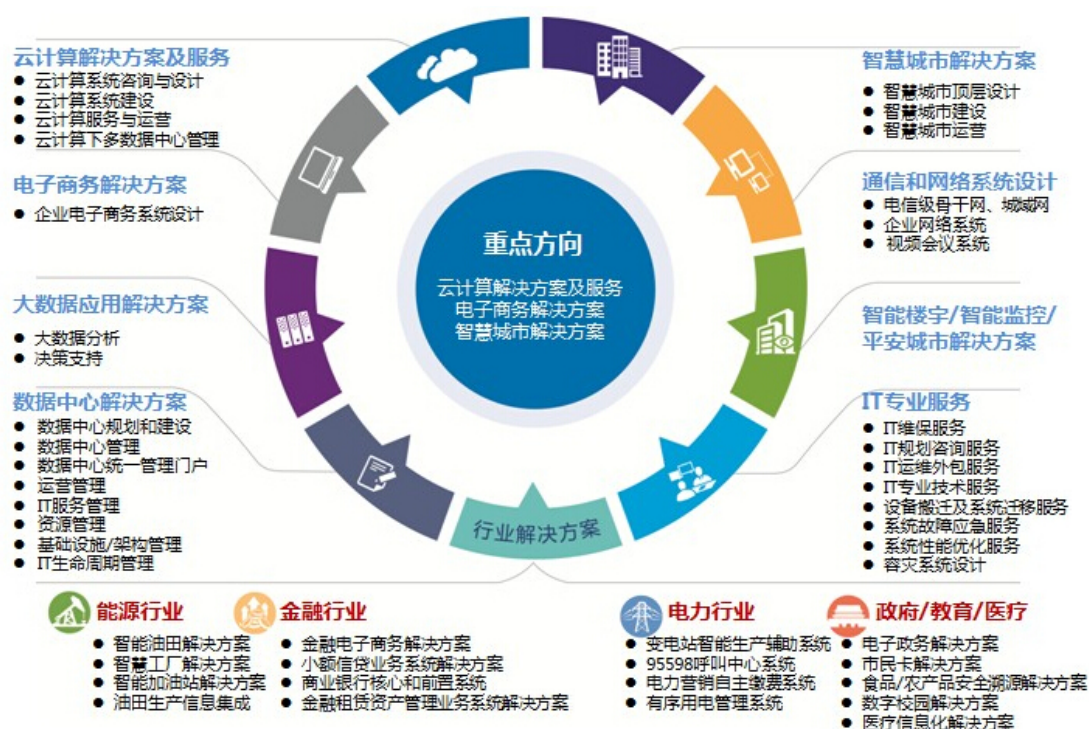 云计算解决方案及服务
● 云计算系统咨询与设计
● 云计算系统建设
● 云计算服务与运营
● 云计算下多数据中心管理
电子商务解决方案
● 企业电子商务系统设计
大数据应用解决方案
● 大数据分析
● 决策支持
数据中心解决方案
● 数据中心规划和建设
● 数据中心管理
● 数据中心统一管理门户
● 运营管理
● IT服务管理
● 资源管理
● 基础设施/架构管理
● IT生命周期管理
重点方向
云计算解决方案及服务
电子商务解决方案
智慧城市解决方案
行业解决方案
智慧城市解决方案
● 智慧城市顶层设计
● 智慧城市建设
● 智慧城市运营
通信和网络系统设计
● 电信级骨干网、城域网
● 企业网络系统
● 视频会议系统
智能楼宇/智能监控/
平安城市解决方案
IT专业服务
● IT维保服务
● IT规划咨询服务
● IT运维外包服务
● IT专业技术服务
● 设备搬迁及系统迁移服务
● 系统故障应急服务
● 系统性能优化服务
● 容灾系统设计
能源行业
● 智能油田解决方案
● 智慧工厂解决方案
● 智能加油站解决方案
● 油田生产信息集成
金融行业
● 金融电子商务解决方案
● 小额信贷业务系统解决方案
● 商业银行核心和前置系统
● 金融租赁资产管理业务系统解决方案
电力行业
● 变电站智能生产辅助系统
● 95598呼叫中心系统
● 电力营销自主缴费系统
● 有序用电管理系统
政府/教育/医疗
● 电子政务解决方案
● 市民卡解决方案
● 食品/农产品安全溯源解决方案
● 数字校园解决方案
● 医疗信息化解决方案